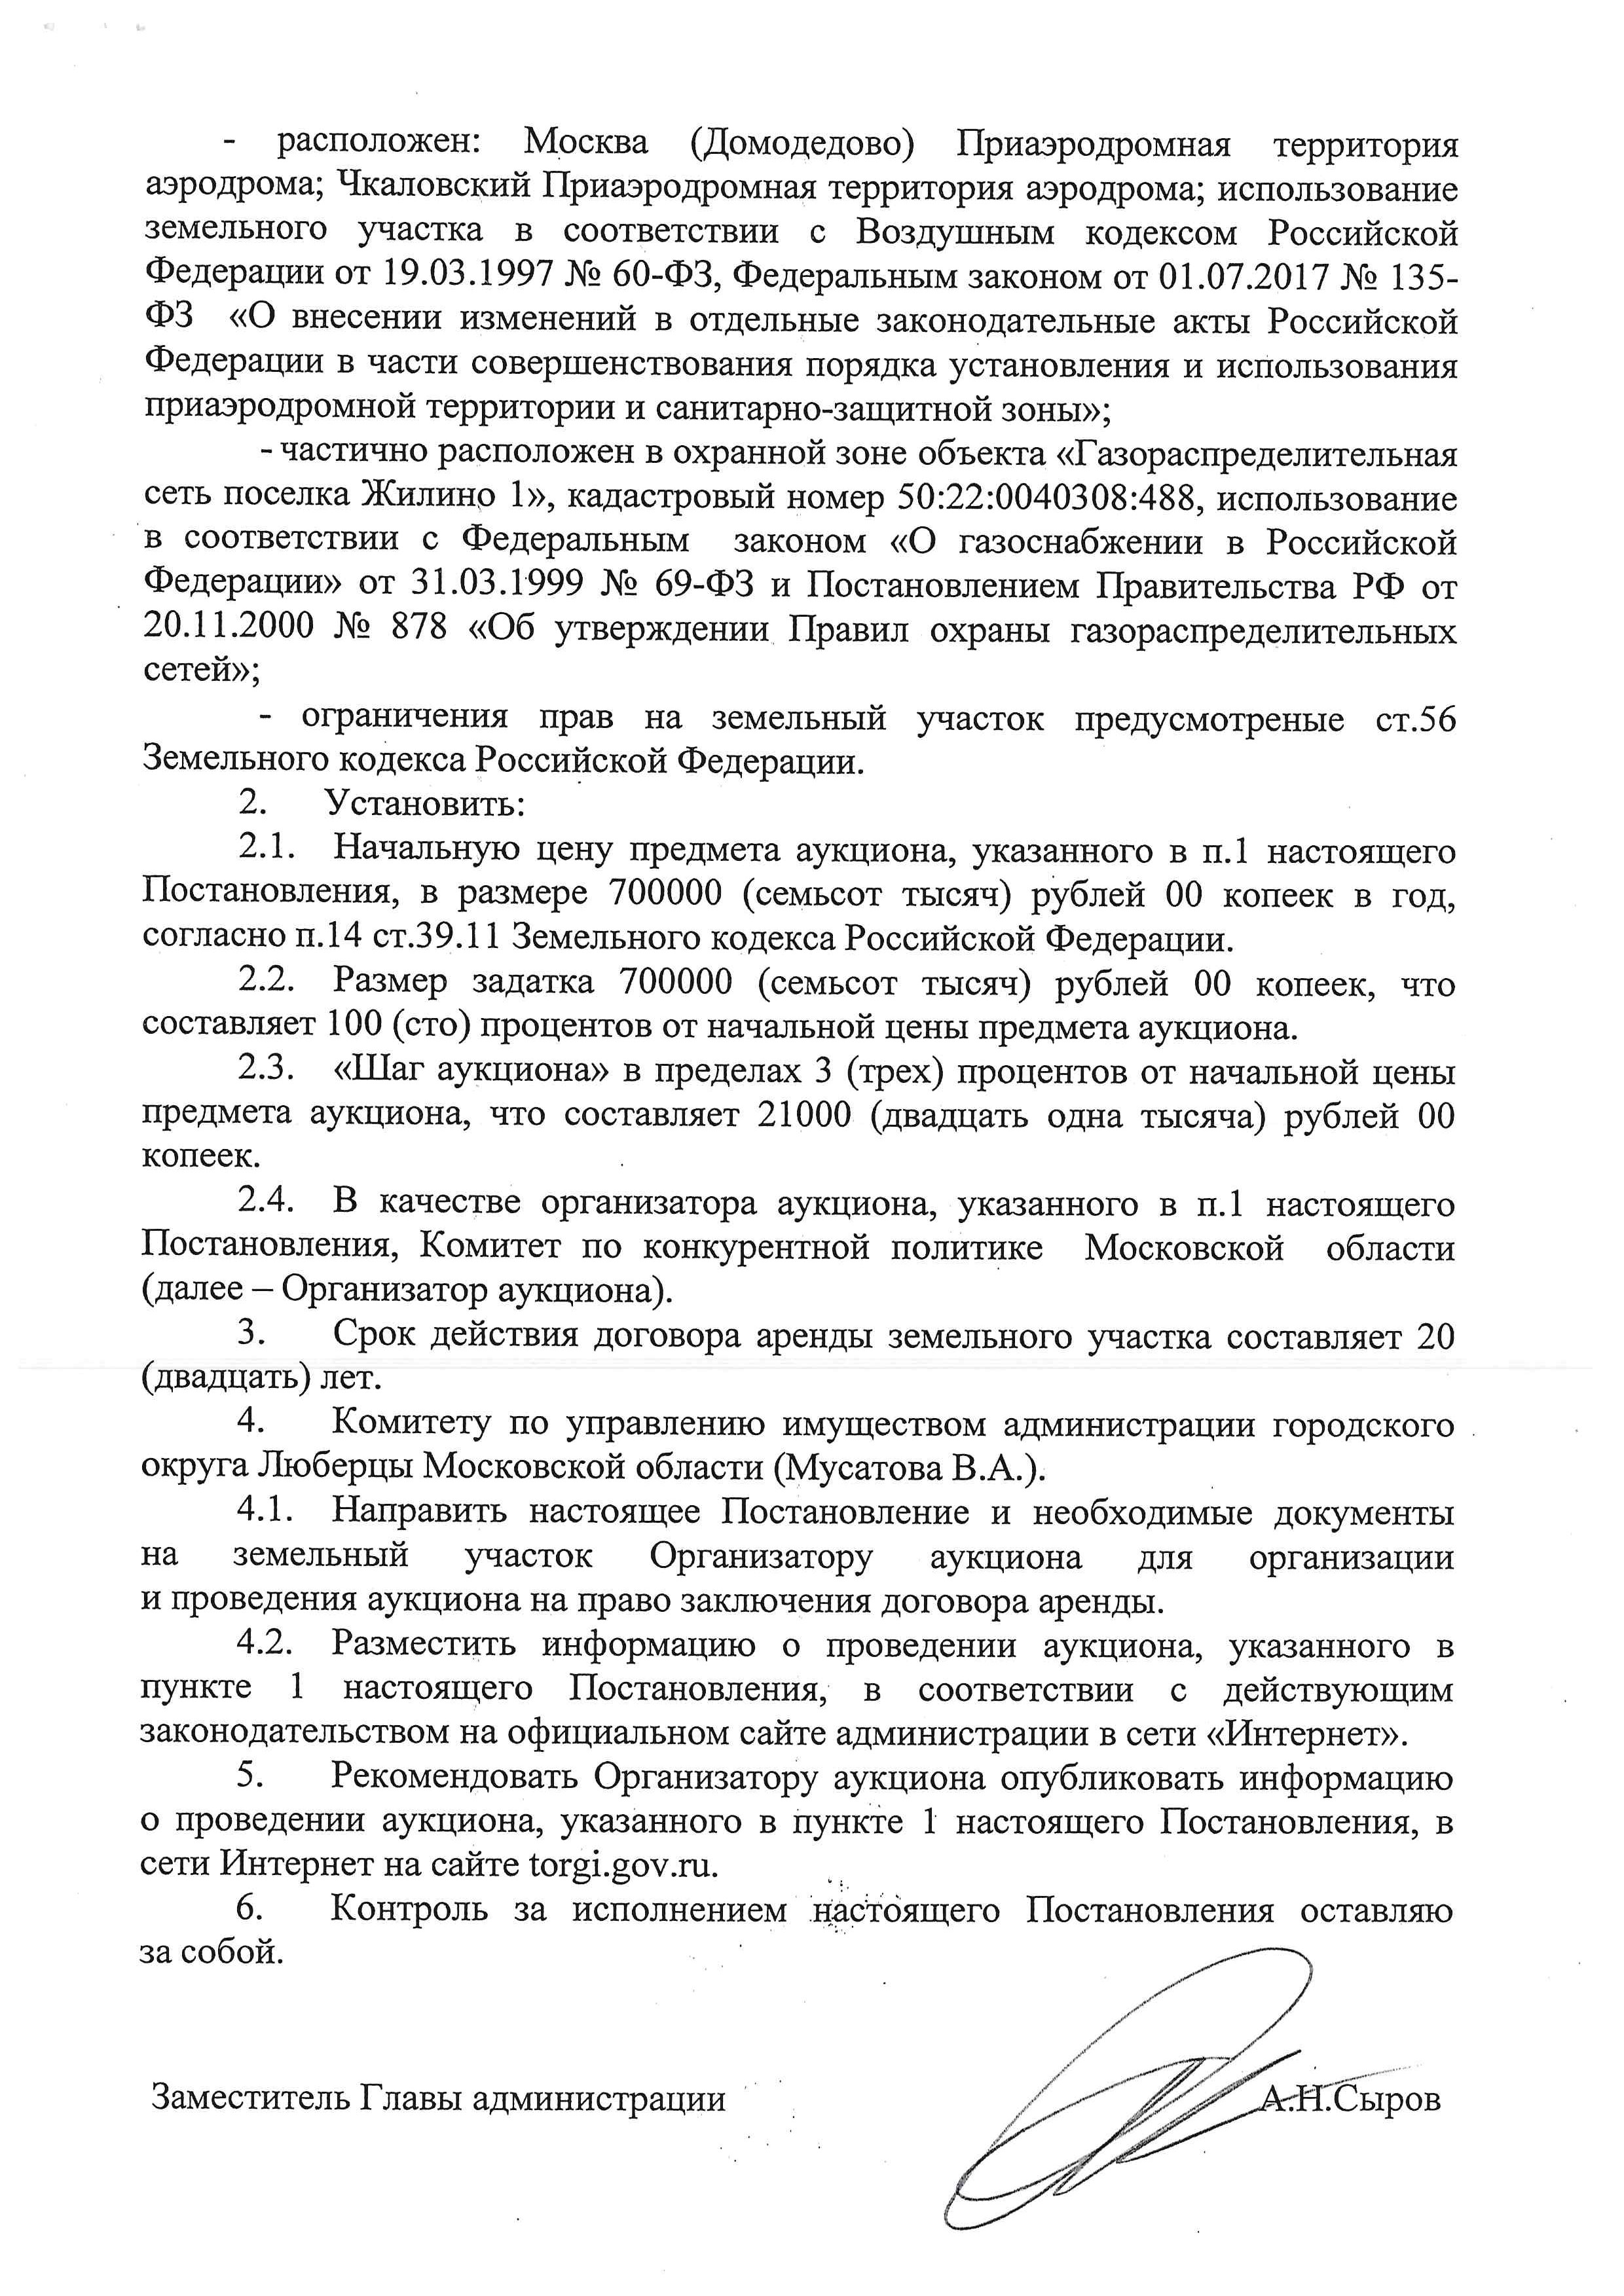 - расположен: Москва (Домодедово) Приаэродромная территория
аэродрома; Чкаловский Приаэродромная территория аэродрома; использование
земельного участка в соответствии с Воздушным кодексом Российской
Федерации от 19.03.1997 № 60-ФЗ, Федеральным законом от 01.07.2017 № 135-
ФЗ «О внесении изменений в отдельные законодательные акты Российской
Федерации в части совершенствования порядка установления и использования
приаэродромной территории и санитарно-защитной зоны»;
- частично расположен в охранной зоне объекта «Газораспределительная
сеть поселка Жилино 1», кадастровый номер 50:22:0040308:488, использование
в соответствии с Федеральным законом «О газоснабжении в Российской
Федерации» от 31.03.1999 № 69-ФЗ и Постановлением Правительства РФ от
20.11.2000 № 878 «Об утверждении Правил охраны газораспределительных
сетей»;
- ограничения прав на земельный участок предусмотреные ст.56
Земельного кодекса Российской Федерации.
2. Установить:
2.1. Начальную цену предмета аукциона, указанного в п.1 настоящего
Постановления, в размере 700000 (семьсот тысяч) рублей 00 копеек в год,
согласно п.14 ст.39.11 Земельного кодекса Российской Федерации.
2.2. Размер задатка 700000 (семьсот тысяч) рублей 00 копеек, что
составляет 100 (сто) процентов от начальной цены предмета аукциона.
2.3. «Шаг аукциона» в пределах 3 (трех) процентов от начальной цены
предмета аукциона, что составляет 21000 (двадцать одна тысяча) рублей 00
копеек.
2.4. В качестве организатора аукциона, указанного в п.1 настоящего
Постановления, Комитет по конкурентной политике Московской области
(далее – Организатор аукциона).
3. Срок действия договора аренды земельного участка составляет 20
(двадцать) лет.
4. Комитету по управлению имуществом администрации городского
округа Люберцы Московской области (Мусатова В.А.).
4.1. Направить настоящее Постановление и необходимые документы
на земельный участок Организатору аукциона для организации
и проведения аукциона на право заключения договора аренды.
4.2. Разместить информацию о проведении аукциона, указанного в
пункте 1 настоящего Постановления, в соответствии с действующим
законодательством на официальном сайте администрации в сети «Интернет».
5. Рекомендовать Организатору аукциона опубликовать информацию
о проведении аукциона, указанного в пункте 1 настоящего Постановления, в
сети Интернет на сайте torgi.gov.ru.
6. Контроль за исполнением настоящего Постановления оставляю
за собой.
Заместитель Главы администрации А.Н.Сыров